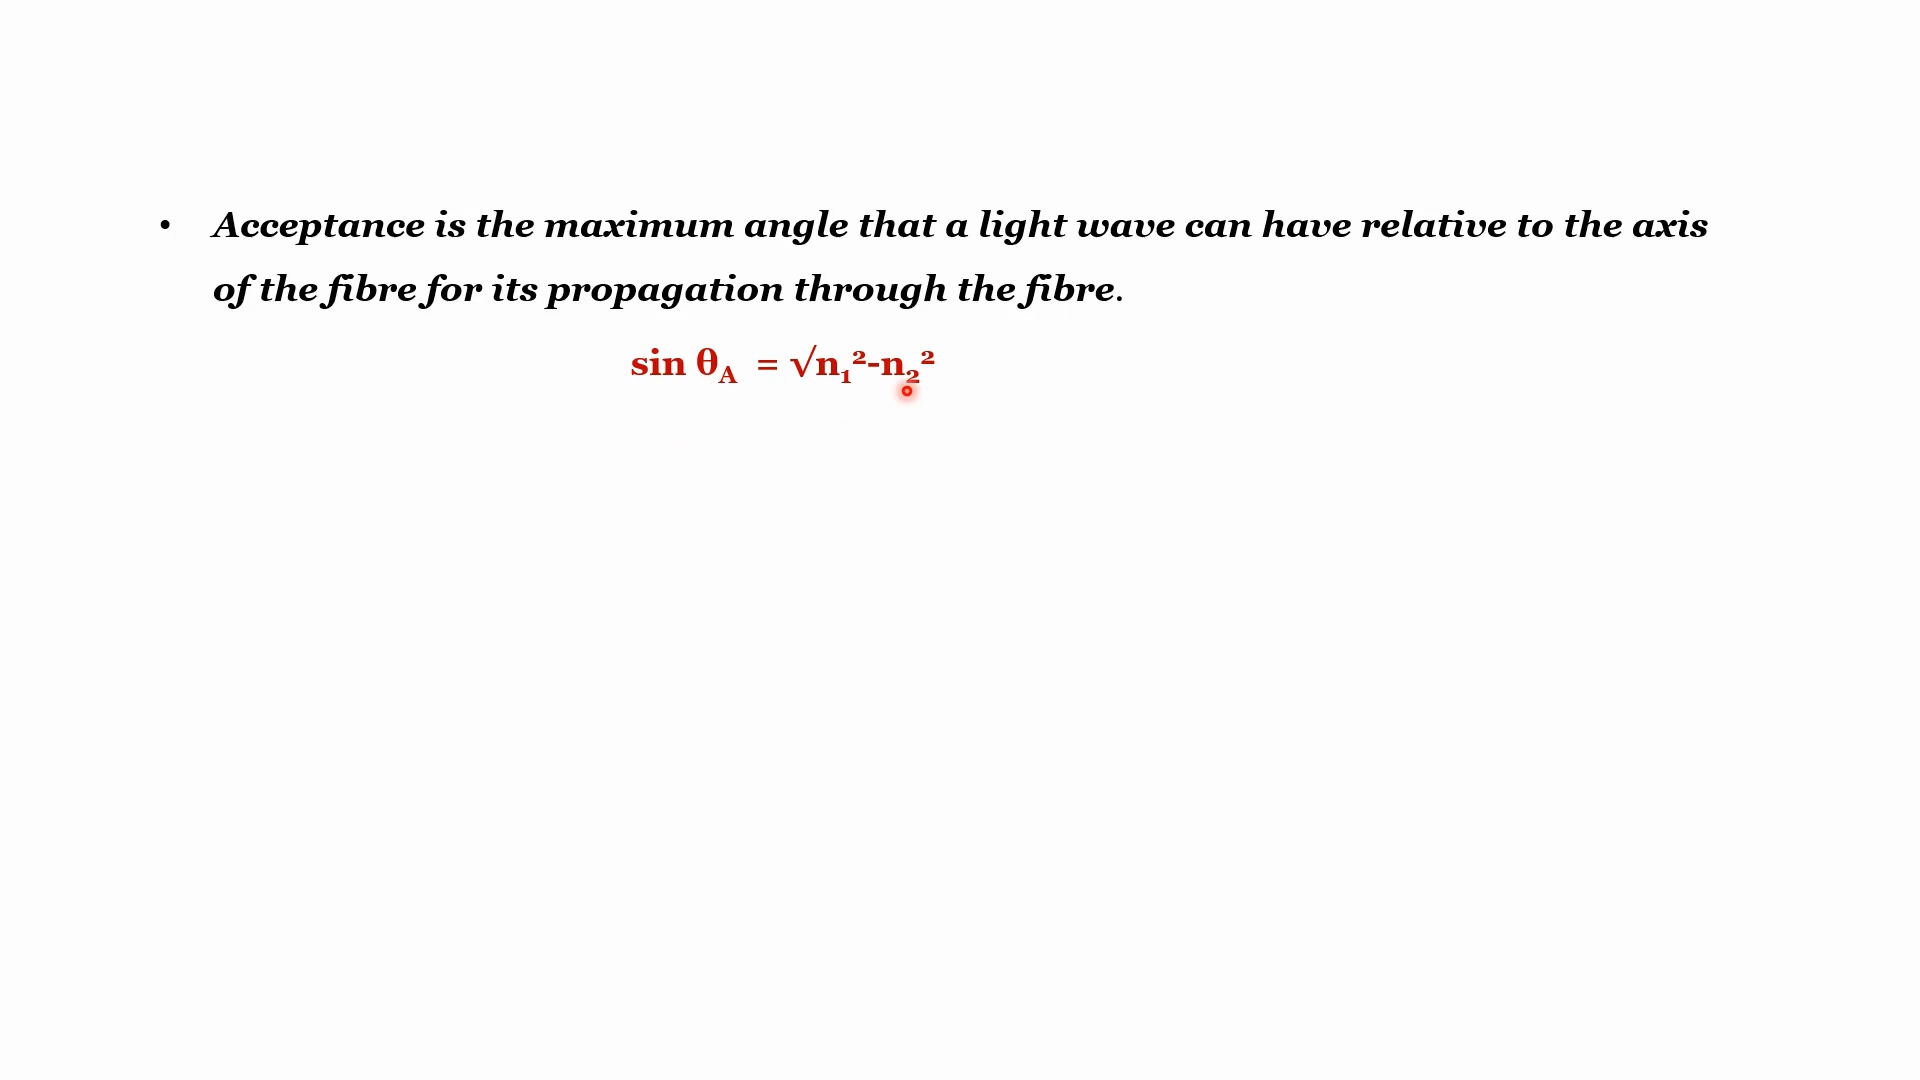 • Acceptance is the maximum angle that a light wave can have relative to the axis
of the fibre for its propagation through the fibre.
sin θ_A = √n₁²-n₂²